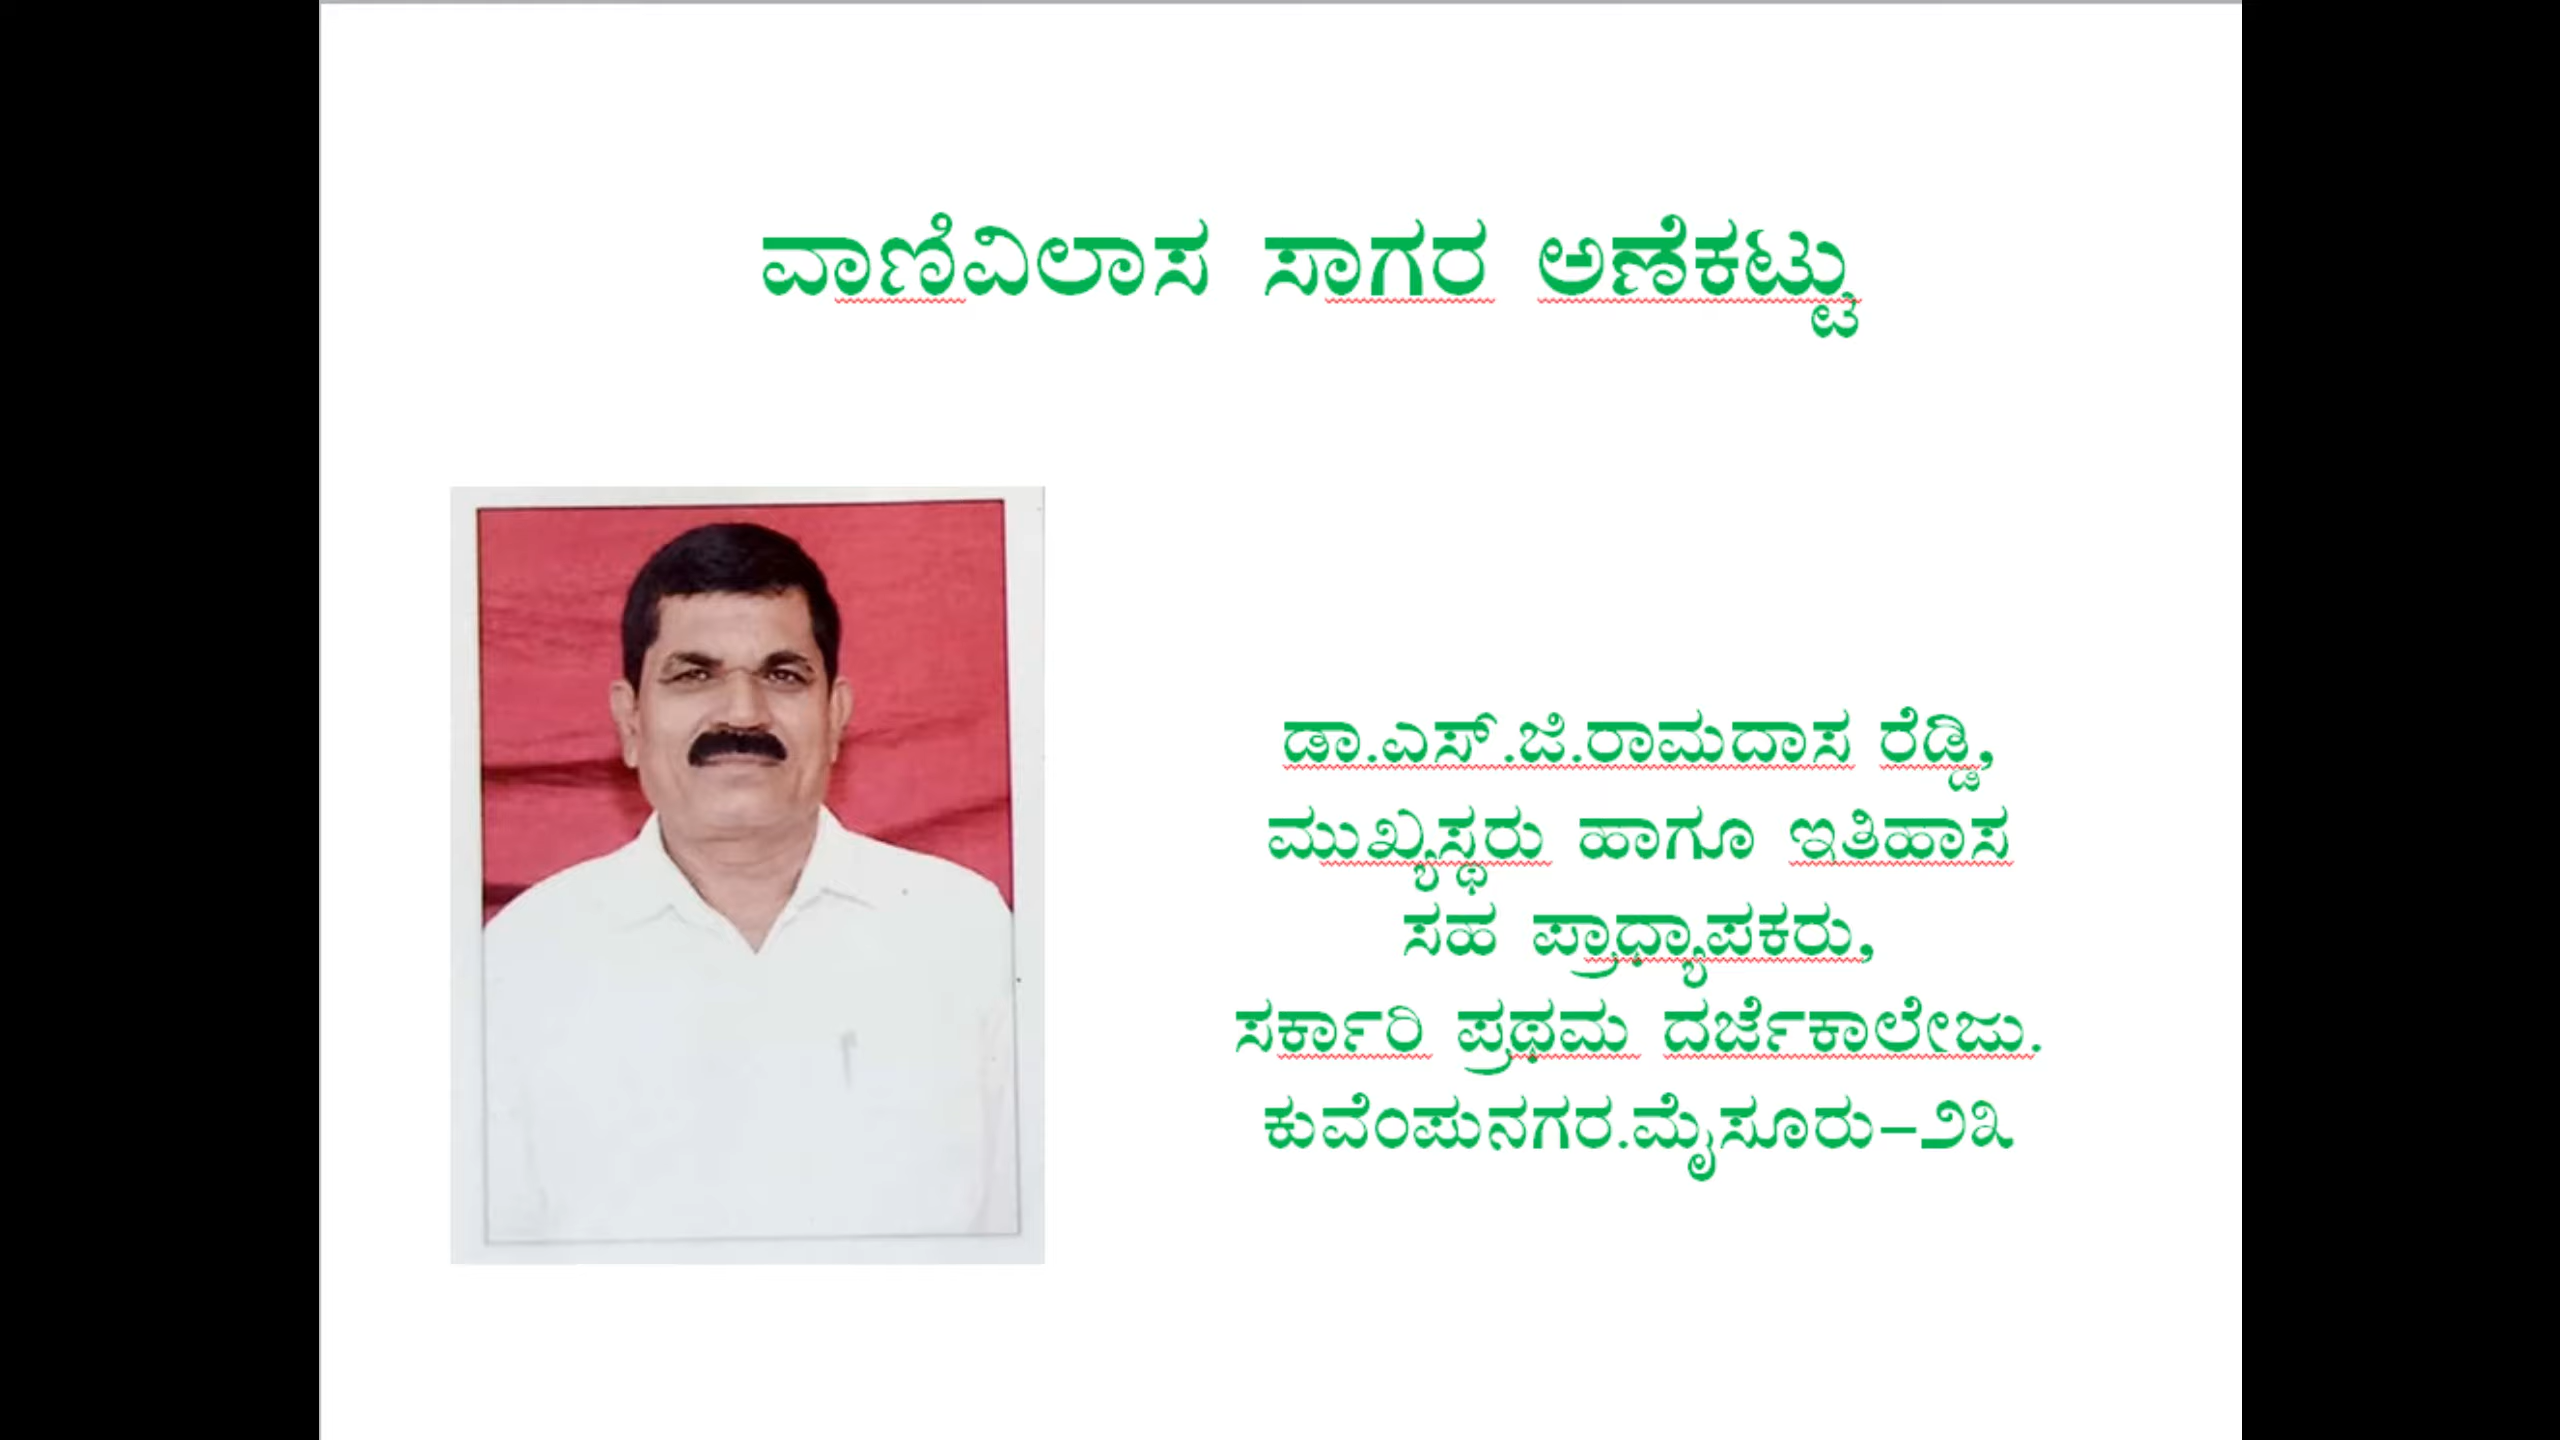 ವಾಣಿವಿಲಾಸ ಸಾಗರ ಅಣೆಕಟ್ಟು
ಡಾ.ಎಸ್.ಜಿ.ರಾಮದಾಸ ರೆಡ್ಡಿ,
ಮುಖ್ಯಸ್ಥರು ಹಾಗೂ ಇತಿಹಾಸ
ಸಹ ಪ್ರಾಧ್ಯಾಪಕರು,
ಸರ್ಕಾರಿ ಪ್ರಥಮ ದರ್ಜೆಕಾಲೇಜು.
ಕುವೆಂಪುನಗರ.ಮೈಸೂರು–೨೩